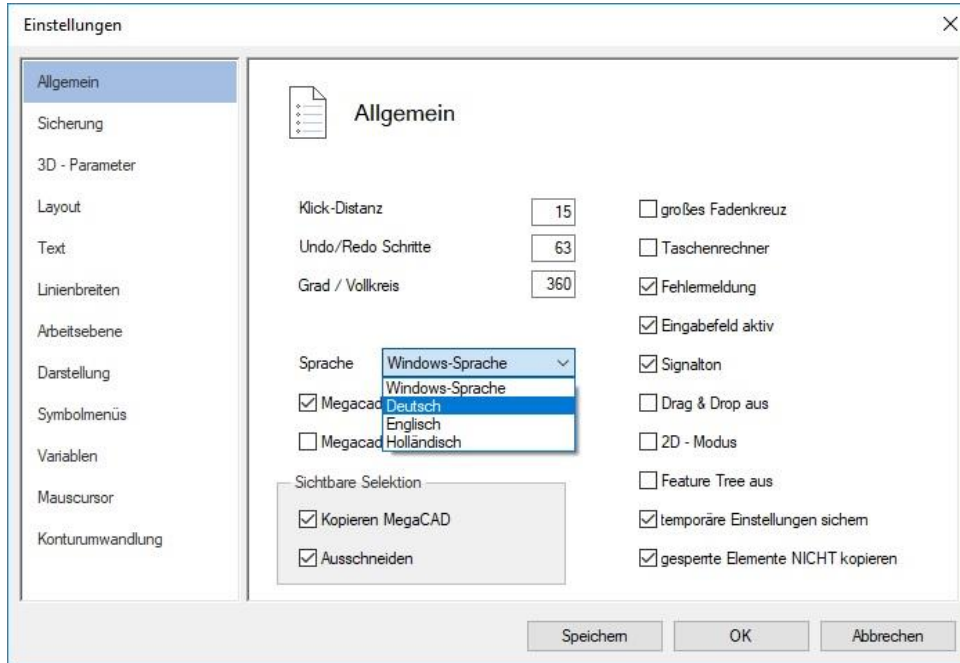 Einstellungen
Allgemein
Sicherung
3D - Parameter
Layout
Text
Linienbreiten
Arbeitsebene
Darstellung
Symbolmenüs
Variablen
Mauscursor
Konturumwandlung
Allgemein
Klick-Distanz
15
Undo/Redo Schritte
63
Grad / Vollkreis
360
Sprache
Windows-Sprache
Windows-Sprache
Deutsch
Englisch
Holländisch
Megacad
Megacad
Sichtbare Selektion
Kopieren MegaCAD
Ausschneiden
großes Fadenkreuz
Taschenrechner
Fehlermeldung
Eingabefeld aktiv
Signalton
Drag & Drop aus
2D - Modus
Feature Tree aus
temporäre Einstellungen sichern
gesperrte Elemente NICHT kopieren
Speichern
OK
Abbrechen